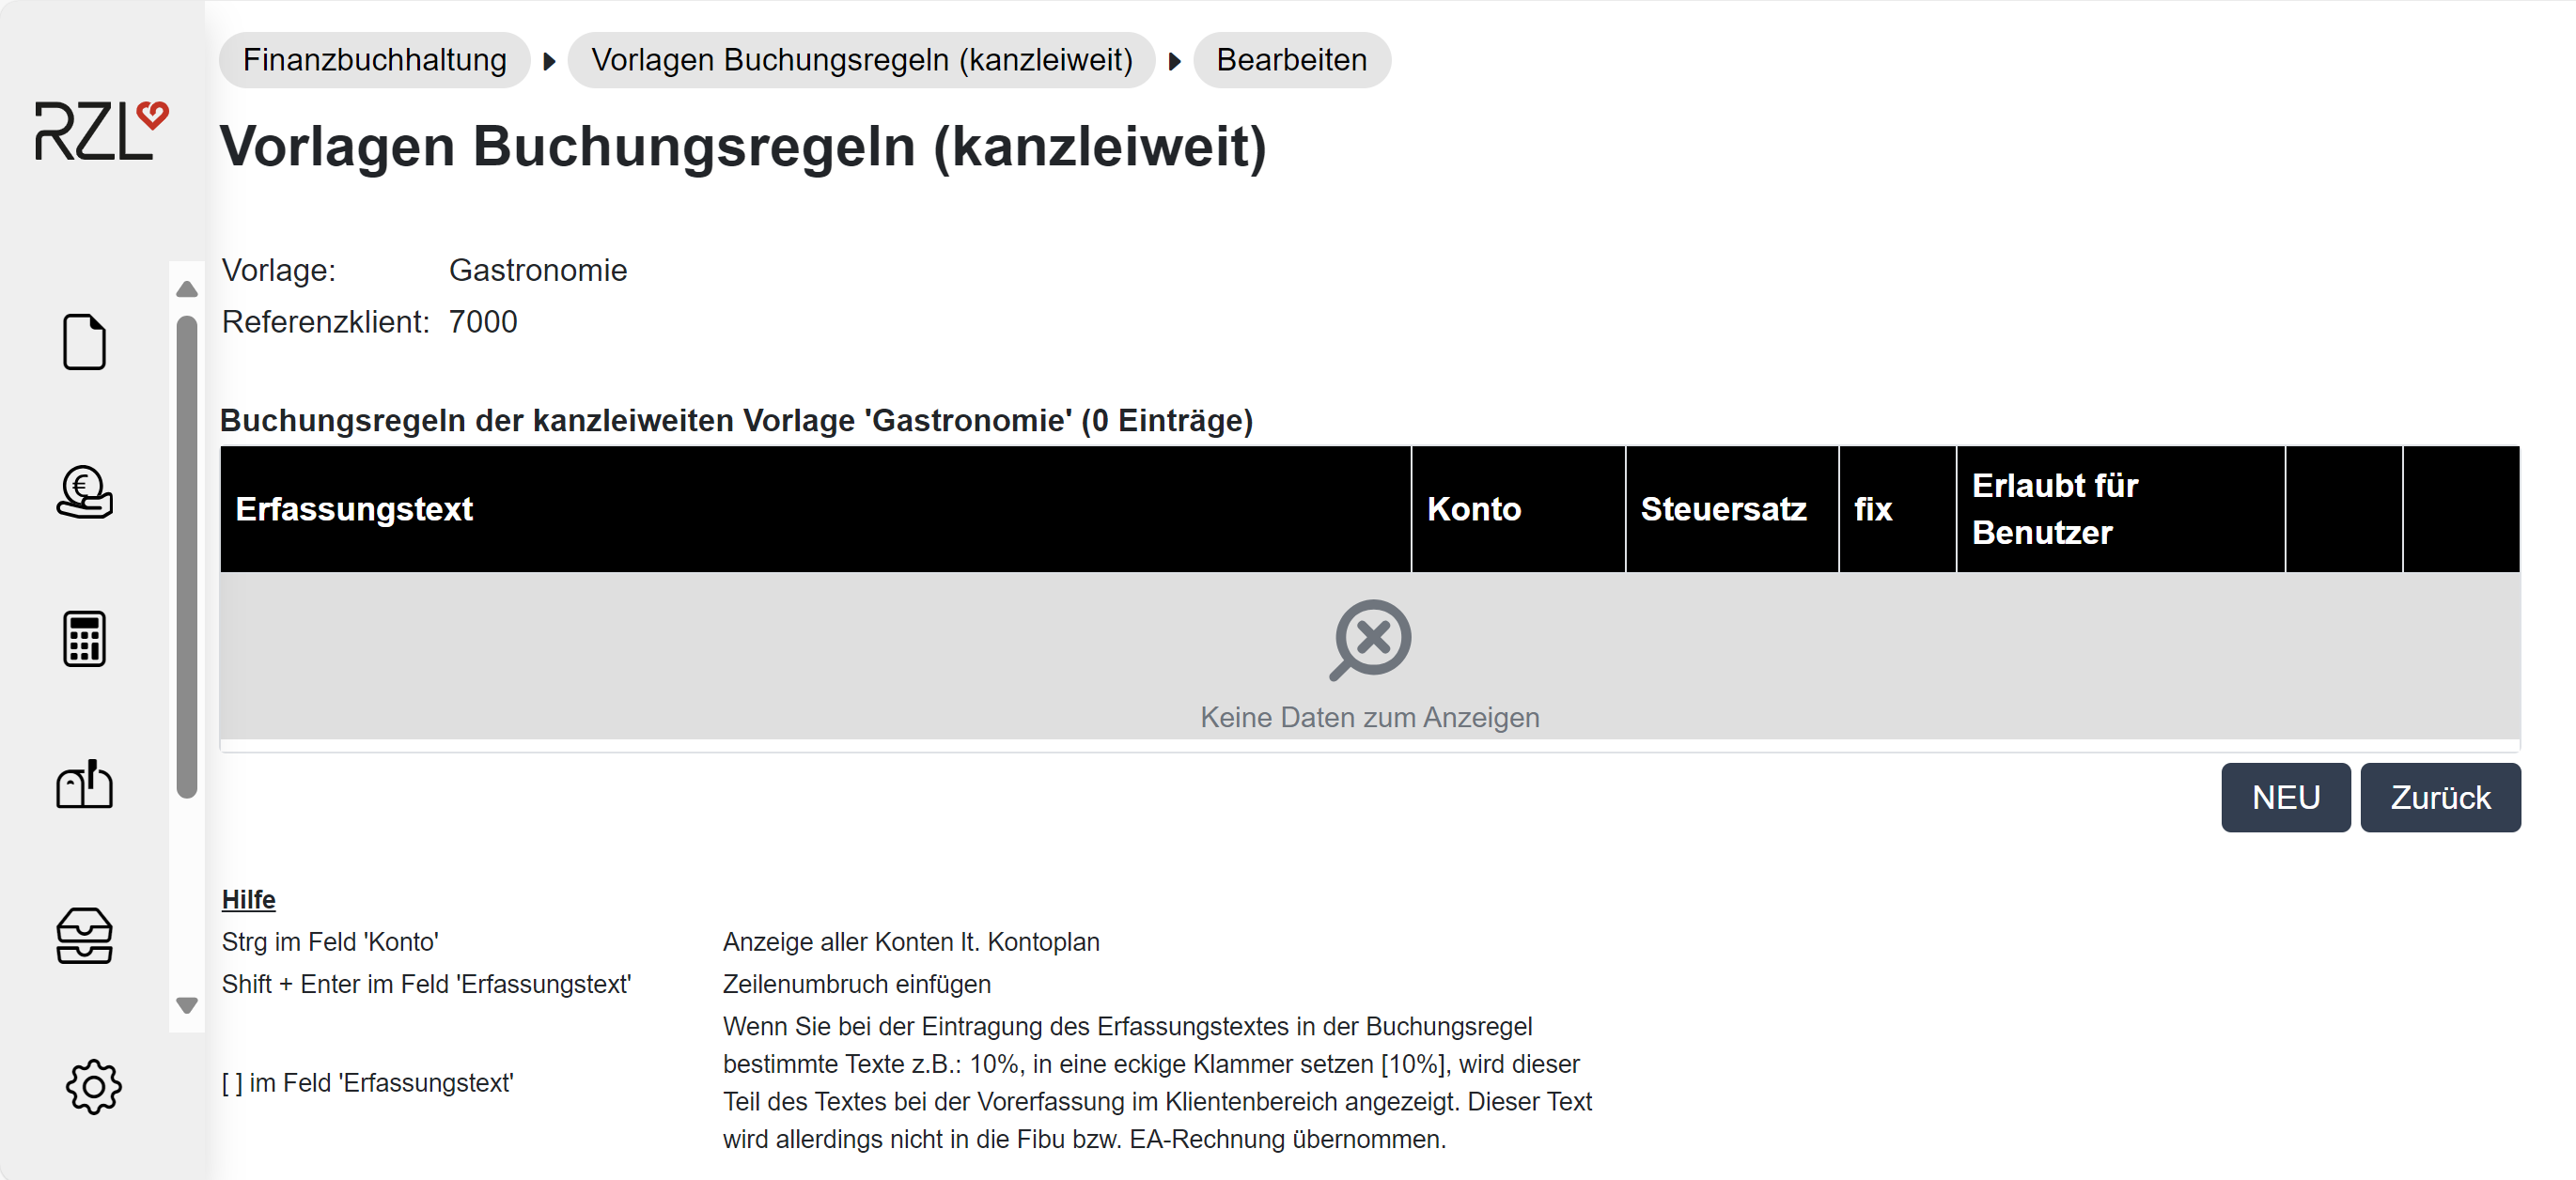 Finanzbuchhaltung Vorlagen Buchungsregeln (kanzleiweit) Bearbeiten
RZL
Vorlagen Buchungsregeln (kanzleiweit)
Vorlage: Gastronomie
Referenzklient: 7000
Buchungsregeln der kanzleiweiten Vorlage 'Gastronomie' (0 Einträge)
Erfassungstext Konto Steuersatz fix Erlaubt für
Benutzer
Keine Daten zum Anzeigen
NEU Zurück
Hilfe
Strg im Feld 'Konto' Anzeige aller Konten lt. Kontoplan
Shift + Enter im Feld 'Erfassungstext' Zeilenumbruch einfügen
[ ] im Feld 'Erfassungstext'
Wenn Sie bei der Eintragung des Erfassungstextes in der Buchungsregel
bestimmte Texte z.B.: 10%, in eine eckige Klammer setzen [10%], wird dieser
Teil des Textes bei der Vorerfassung im Klientenbereich angezeigt. Dieser Text
wird allerdings nicht in die Fibu bzw. EA-Rechnung übernommen.